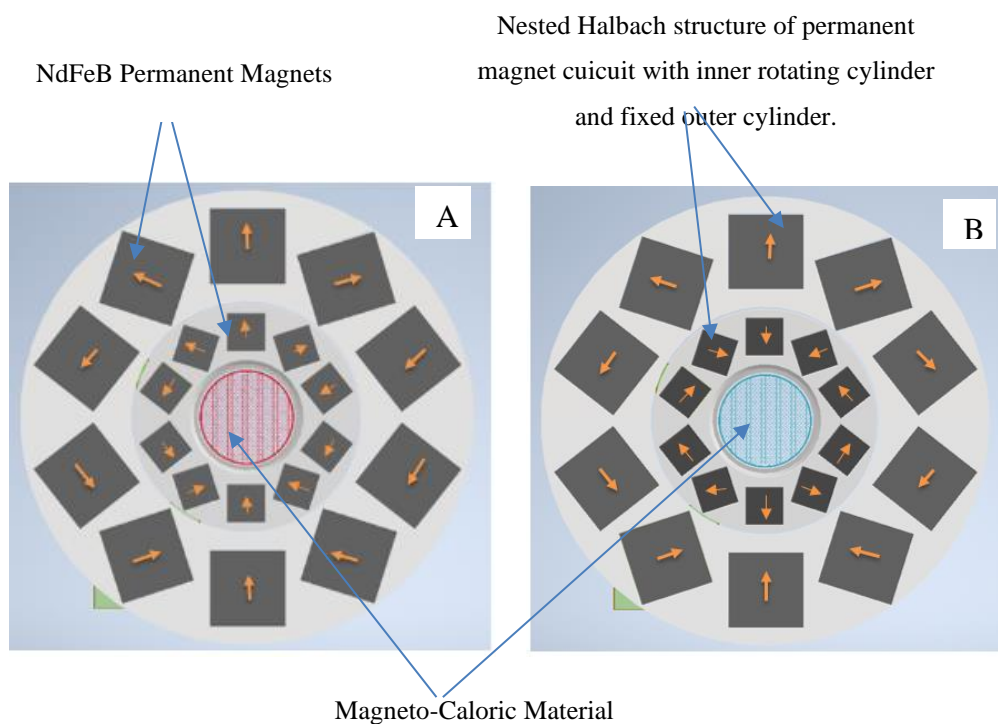 Nested Halbach structure of permanent
magnet cuicuit with inner rotating cylinder
and fixed outer cylinder.
NdFeB Permanent Magnets
A
B
Magneto-Caloric Material